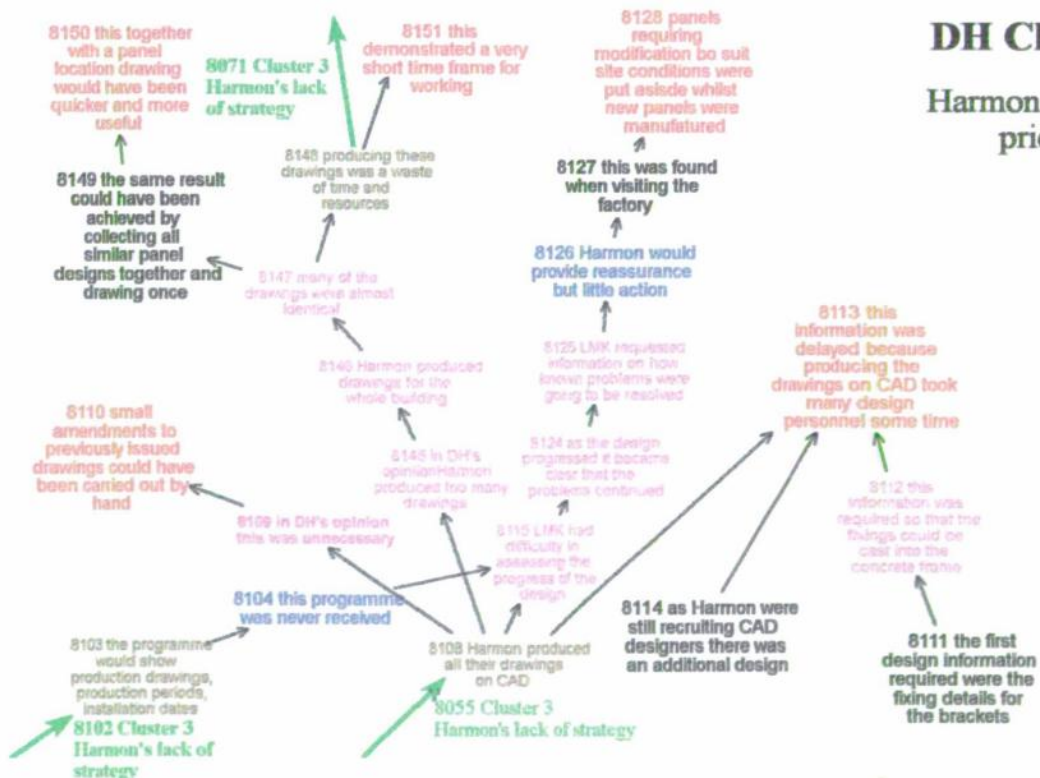 8150 this together
with a panel
location drawing
would have been
quicker and more
useful
8071 Cluster 3
Harmon's lack
of strategy
8151 this
demonstrated a very
short time frame for
working
8128 panels
requiring
modification bo suit
site conditions were
put asisde whilst
new panels were
manufatured
DH Cl
Harmon
pri
8149 the same result
could have been
achieved by
collecting all
similar panel
designs together and
drawing once
8148 producing these
drawings was a waste
of time and
resources
8127 this was found
when visiting the
factory
8147 many of the
drawings were almost
identical
8126 Harmon would
provide reassurance
but little action
8113 this
information was
delayed because
producing the
drawings on CAD took
many design
personnel some time
8146 Harmon produced
drawings for the
whole building
8125 LMK requested
information on how
known problems were
going to be resolved
8110 small
amendments to
previously issued
drawings could have
been carried out by
hand
8145 in DH's
opinionHarmon
produced too many
drawings
8124 as the design
progressed it became
clear that the
problems continued
8112 this
information was
required so that the
fixings could be
cast into the
concrete frame
8109 in DH's opinion
this was unnecessary
8115 LMK had
difficulty in
assessing the
progress of the
design
8104 this programme
was never received
8103 the programme
would show
production drawings,
production periods,
installation dates
8102 Cluster 3
Harmon's lack of
strategy
8108 Harmon produced
all their drawings
on CAD
8055 Cluster 3
Harmon's lack of strategy
8114 as Harmon were
still recruiting CAD
designers there was
an additional design
8111 the first
design information
required were the
fixing details for
the brackets